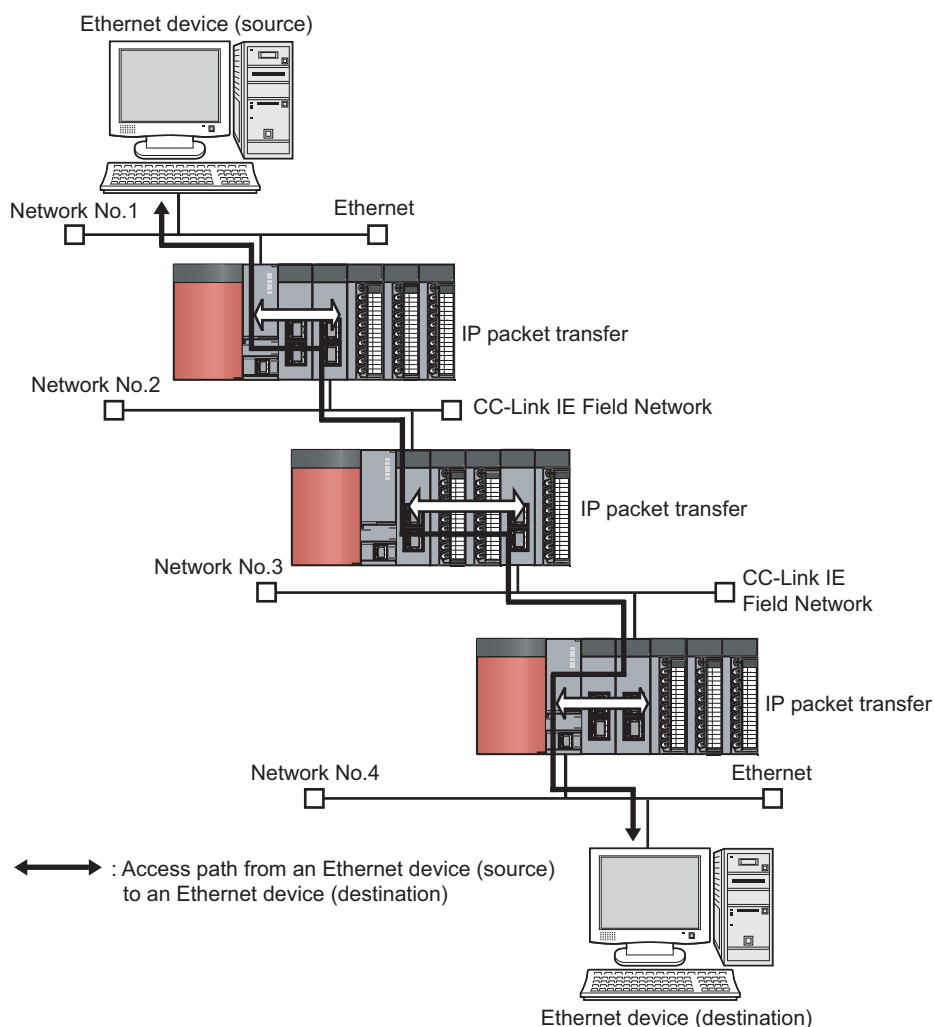 Ethernet device (source)
Network No.1
Ethernet
IP packet transfer
Network No.2
CC-Link IE Field Network
IP packet transfer
Network No.3
CC-Link IE
Field Network
IP packet transfer
Network No.4
Ethernet
: Access path from an Ethernet device (source)
to an Ethernet device (destination)
Ethernet device (destination)